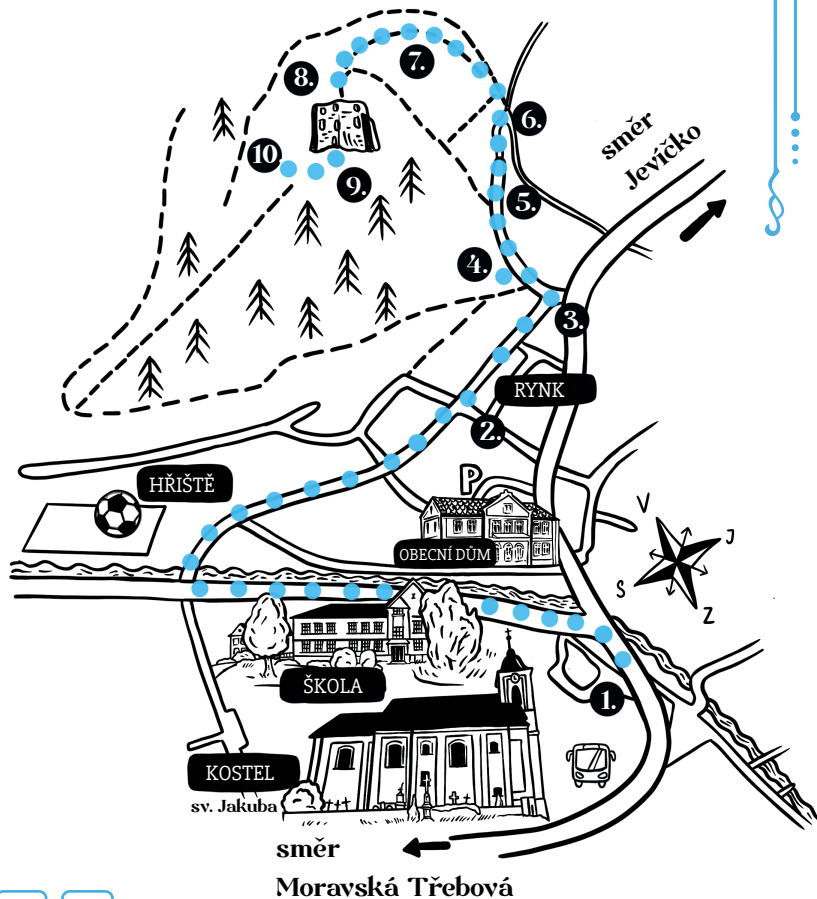 7.
8.
6.
směr
Jevíčko
10.
9.
5.
4.
3.
RYNK
2.
HŘIŠTĚ
P
OBECNÍ DŮM
V
J
S
Z
ŠKOLA
1.
KOSTEL
sv. Jakuba
směr
Moravská Třebová